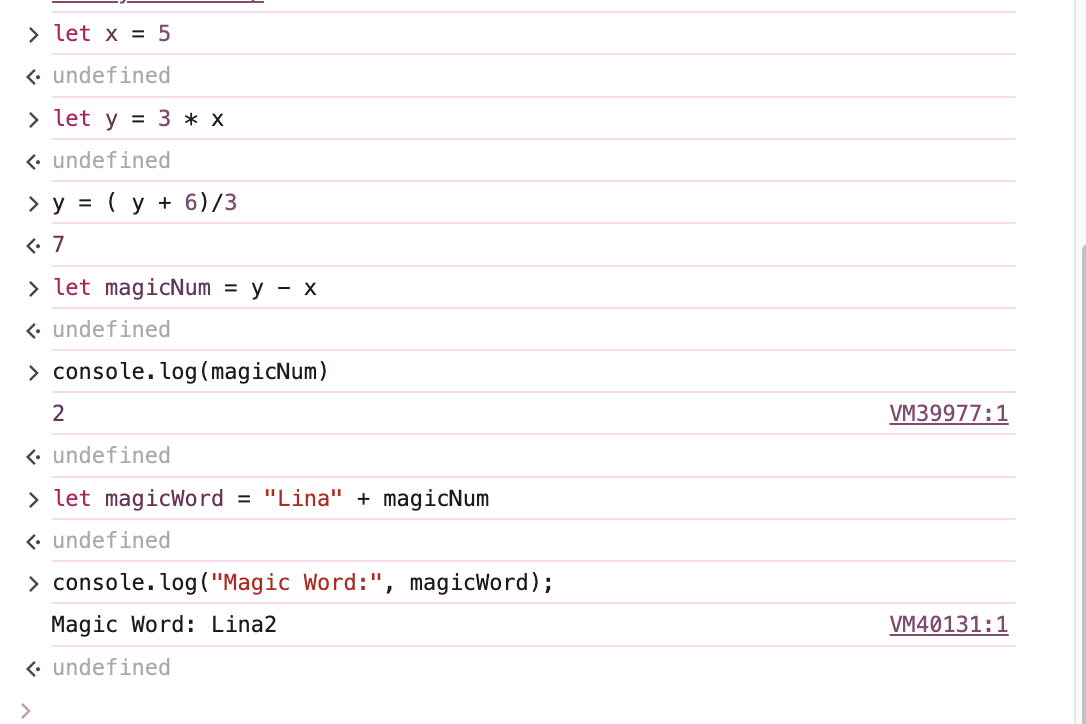 let x = 5
undefined
let y = 3 * x
undefined
y = ( y + 6)/3
7
let magicNum = y - x
undefined
console.log(magicNum)
2 VM39977:1
undefined
let magicWord = "Lina" + magicNum
undefined
console.log("Magic Word:", magicWord);
Magic Word: Lina2 VM40131:1
undefined